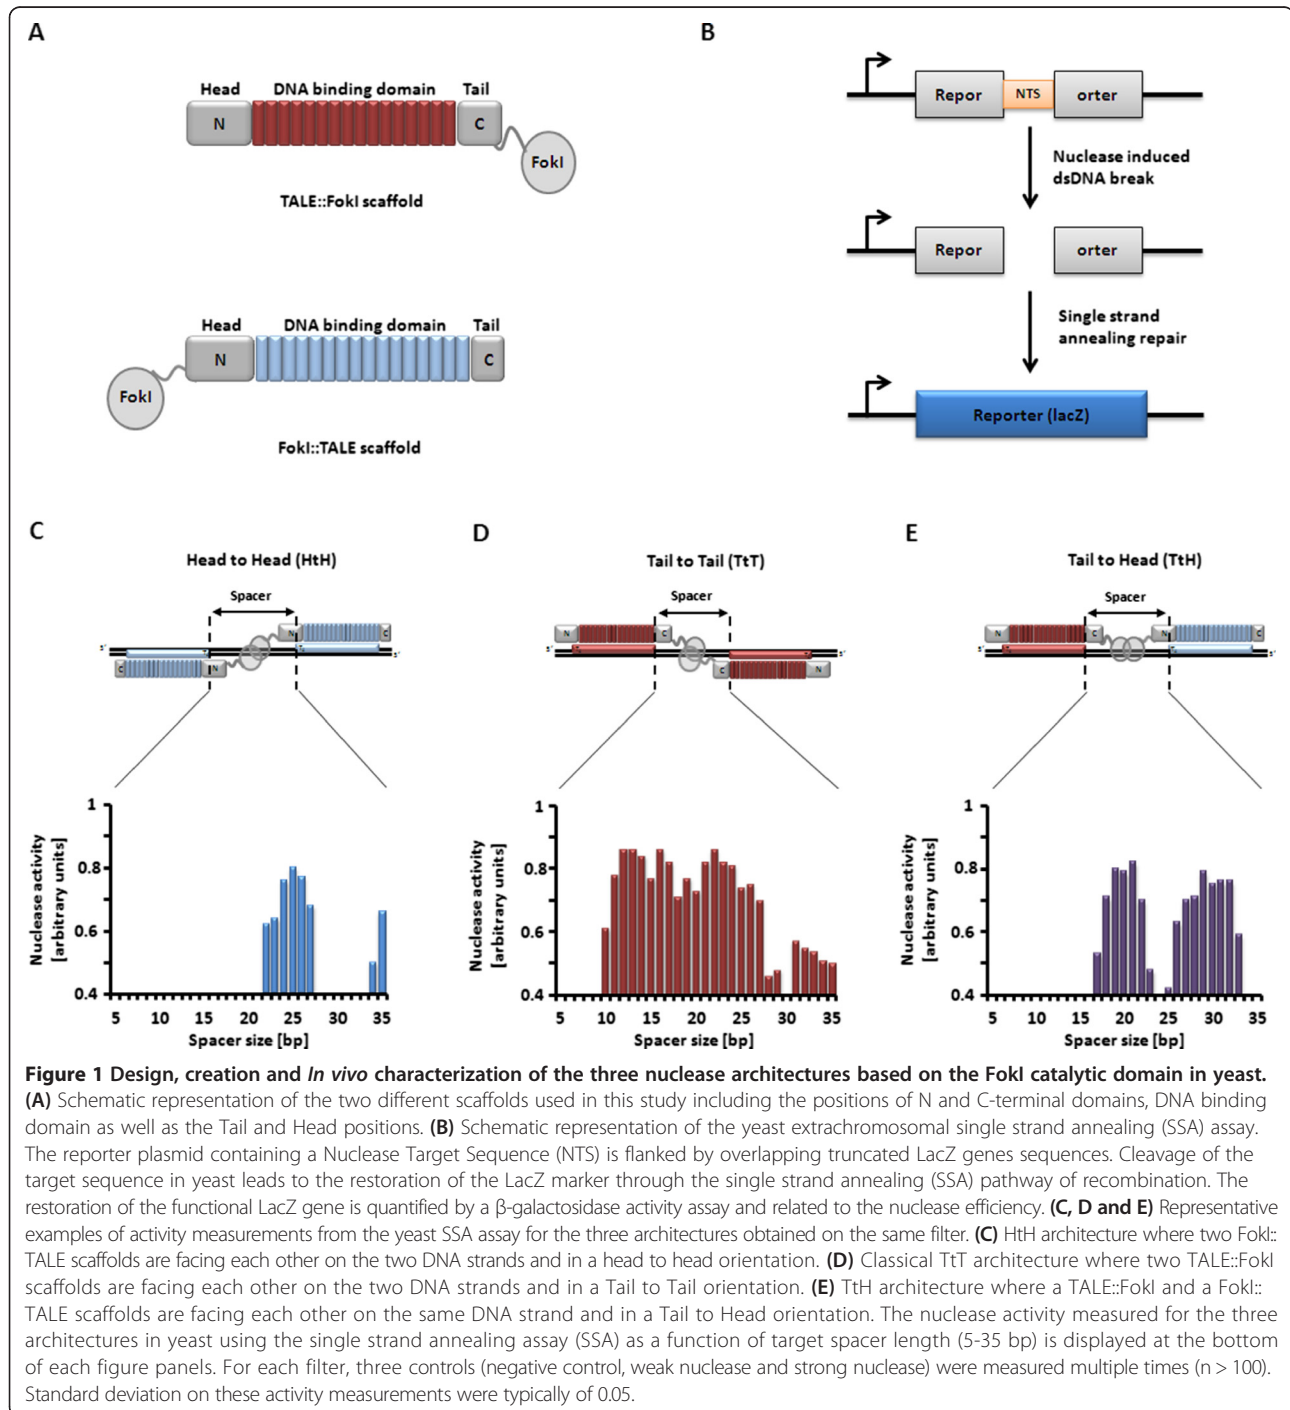 A
Head DNA binding domain Tail
N
C
FokI
TALE::FokI scaffold
Head DNA binding domain Tail
N
C
FokI
FokI::TALE scaffold
B
Repor NTS orter
Nuclease induced
dsDNA break
Repor orter
Single strand
annealing repair
Reporter (lacZ)
C
Head to Head (HtH)
Spacer
N C
5' 5'
C N
Nuclease activity
[arbitrary units]
1
0.8
0.6
0.4
5 10 15 20 25 30 35
Spacer size [bp]
D
Tail to Tail (TtT)
Spacer
N C
5' 5'
C N
Nuclease activity
[arbitrary units]
1
0.8
0.6
0.4
5 10 15 20 25 30 35
Spacer size [bp]
E
Tail to Head (TtH)
Spacer
N C N C
5' 5'
Nuclease activity
[arbitrary units]
1
0.8
0.6
0.4
5 10 15 20 25 30 35
Spacer size [bp]
Figure 1 Design, creation and In vivo characterization of the three nuclease architectures based on the FokI catalytic domain in yeast.
(A) Schematic representation of the two different scaffolds used in this study including the positions of N and C-terminal domains, DNA binding
domain as well as the Tail and Head positions. (B) Schematic representation of the yeast extrachromosomal single strand annealing (SSA) assay.
The reporter plasmid containing a Nuclease Target Sequence (NTS) is flanked by overlapping truncated LacZ genes sequences. Cleavage of the
target sequence in yeast leads to the restoration of the LacZ marker through the single strand annealing (SSA) pathway of recombination. The
restoration of the functional LacZ gene is quantified by a β-galactosidase activity assay and related to the nuclease efficiency. (C, D and E) Representative
examples of activity measurements from the yeast SSA assay for the three architectures obtained on the same filter. (C) HtH architecture where two FokI::
TALE scaffolds are facing each other on the two DNA strands and in a head to head orientation. (D) Classical TtT architecture where two TALE::FokI
scaffolds are facing each other on the two DNA strands and in a Tail to Tail orientation. (E) TtH architecture where a TALE::FokI and a FokI::
TALE scaffolds are facing each other on the same DNA strand and in a Tail to Head orientation. The nuclease activity measured for the three
architectures in yeast using the single strand annealing assay (SSA) as a function of target spacer length (5-35 bp) is displayed at the bottom
of each figure panels. For each filter, three controls (negative control, weak nuclease and strong nuclease) were measured multiple times (n > 100).
Standard deviation on these activity measurements were typically of 0.05.